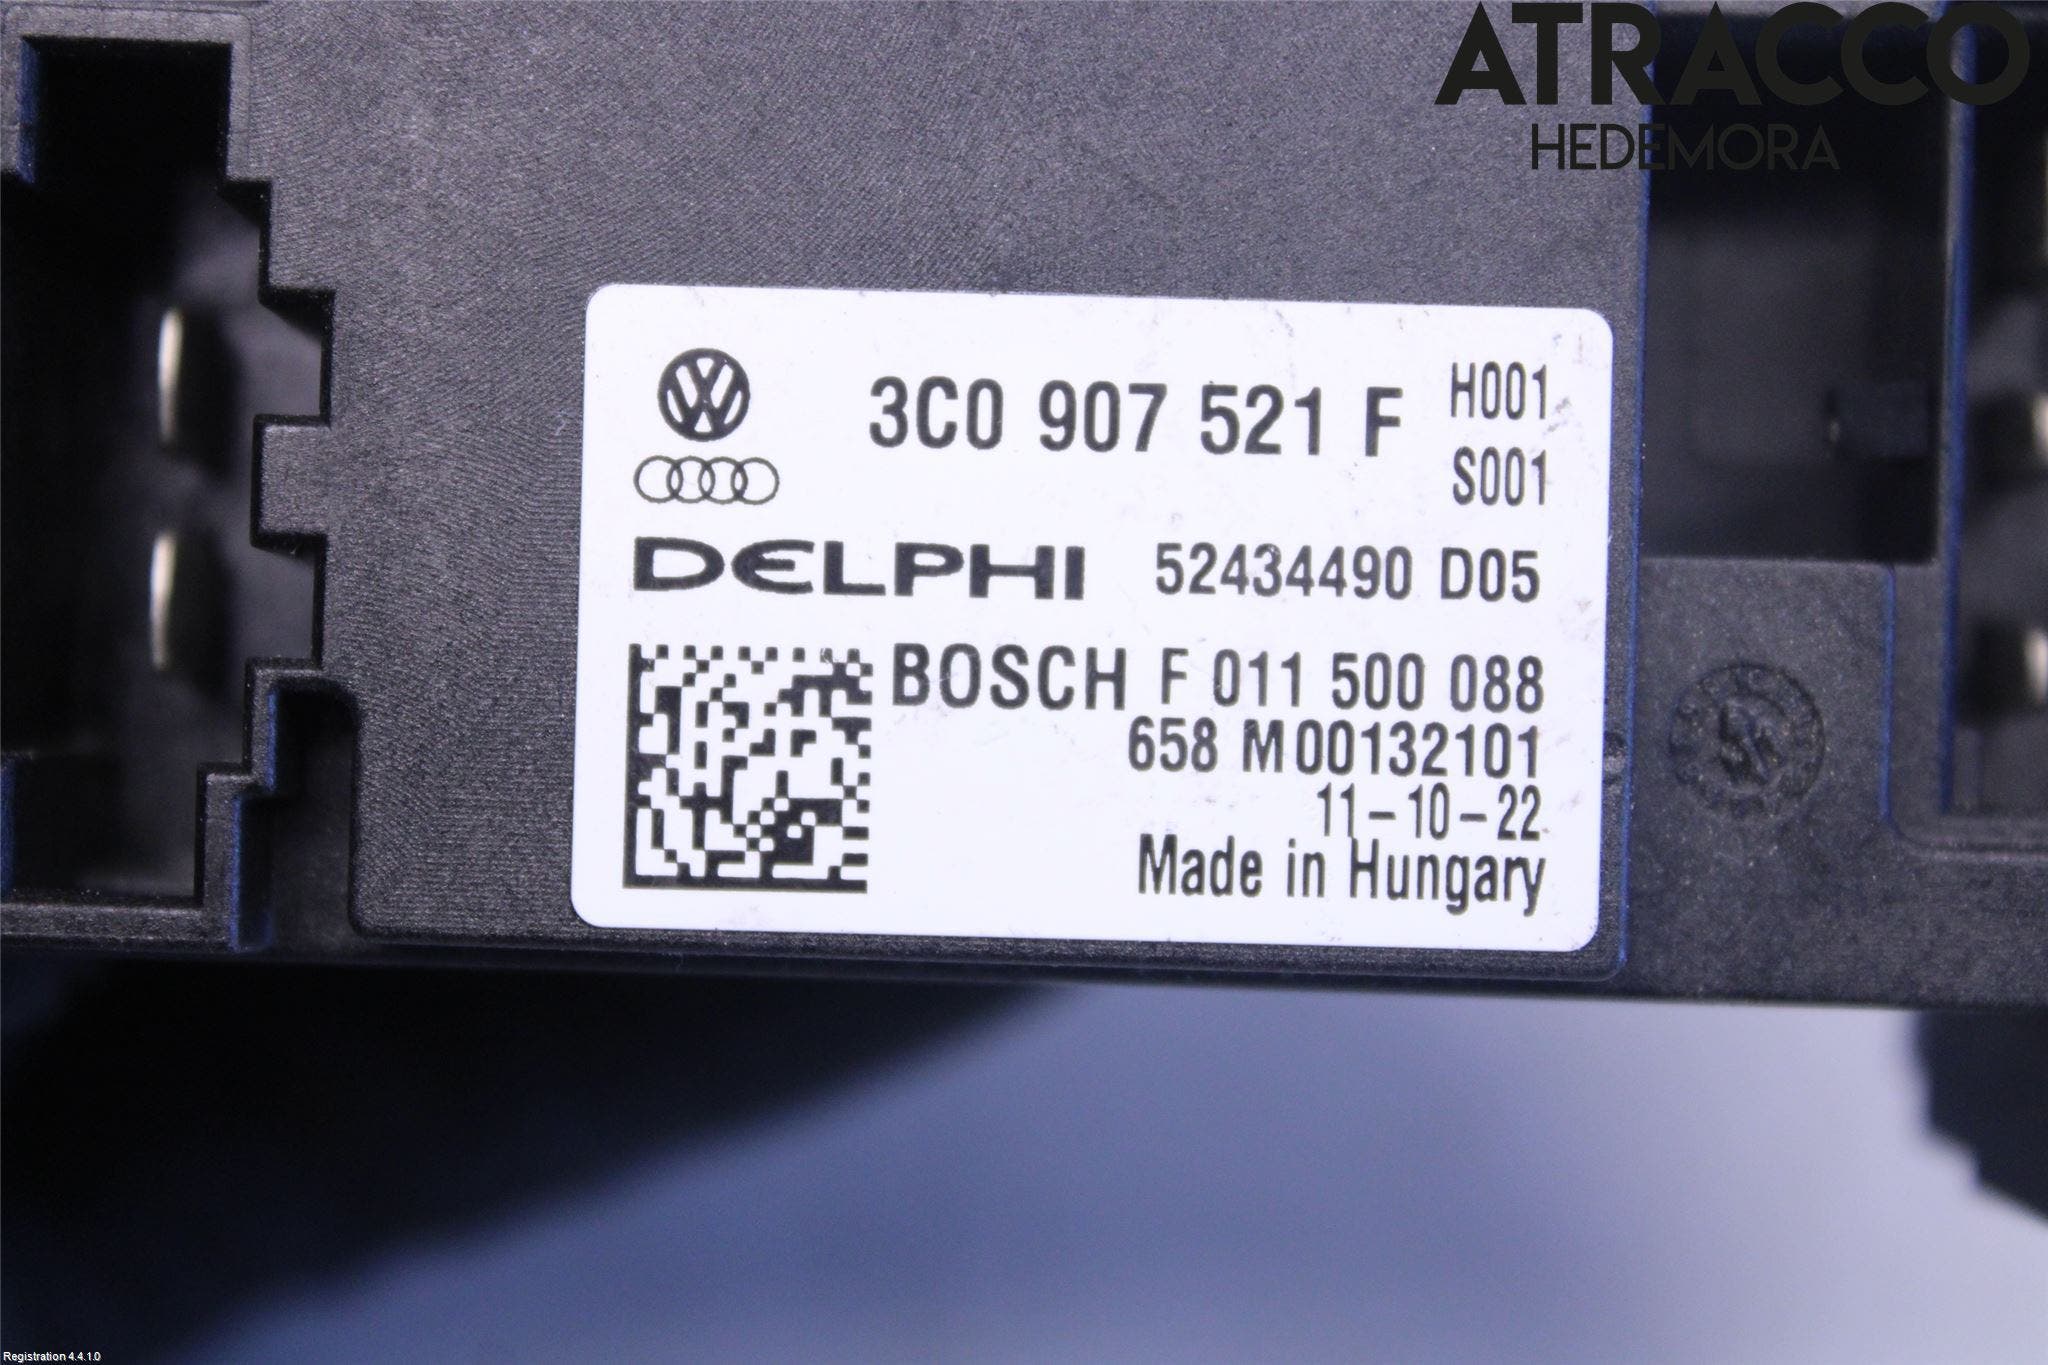 ATRACCO
HEDEMORA
3C0 907 521 F H001
S001
DELPHI 52434490 D05
BOSCH F 011 500 088
658 M00132101
11-10-22
Made in Hungary
Registration 4.4.1.0